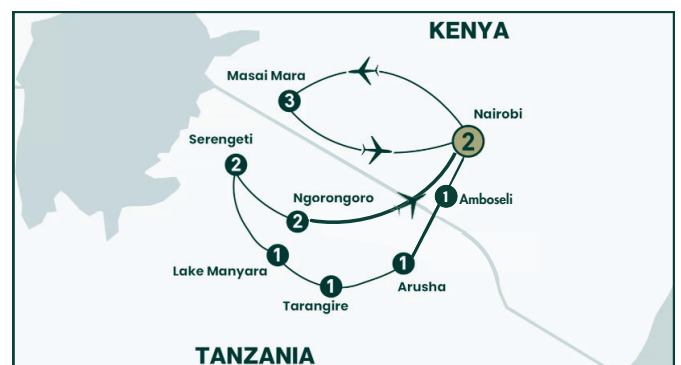 KENYA
Masai Mara
3
Nairobi
2
Serengeti
2
Ngorongoro
2
1
Amboseli
1
Lake Manyara
1
Arusha
1
Tarangire
TANZANIA